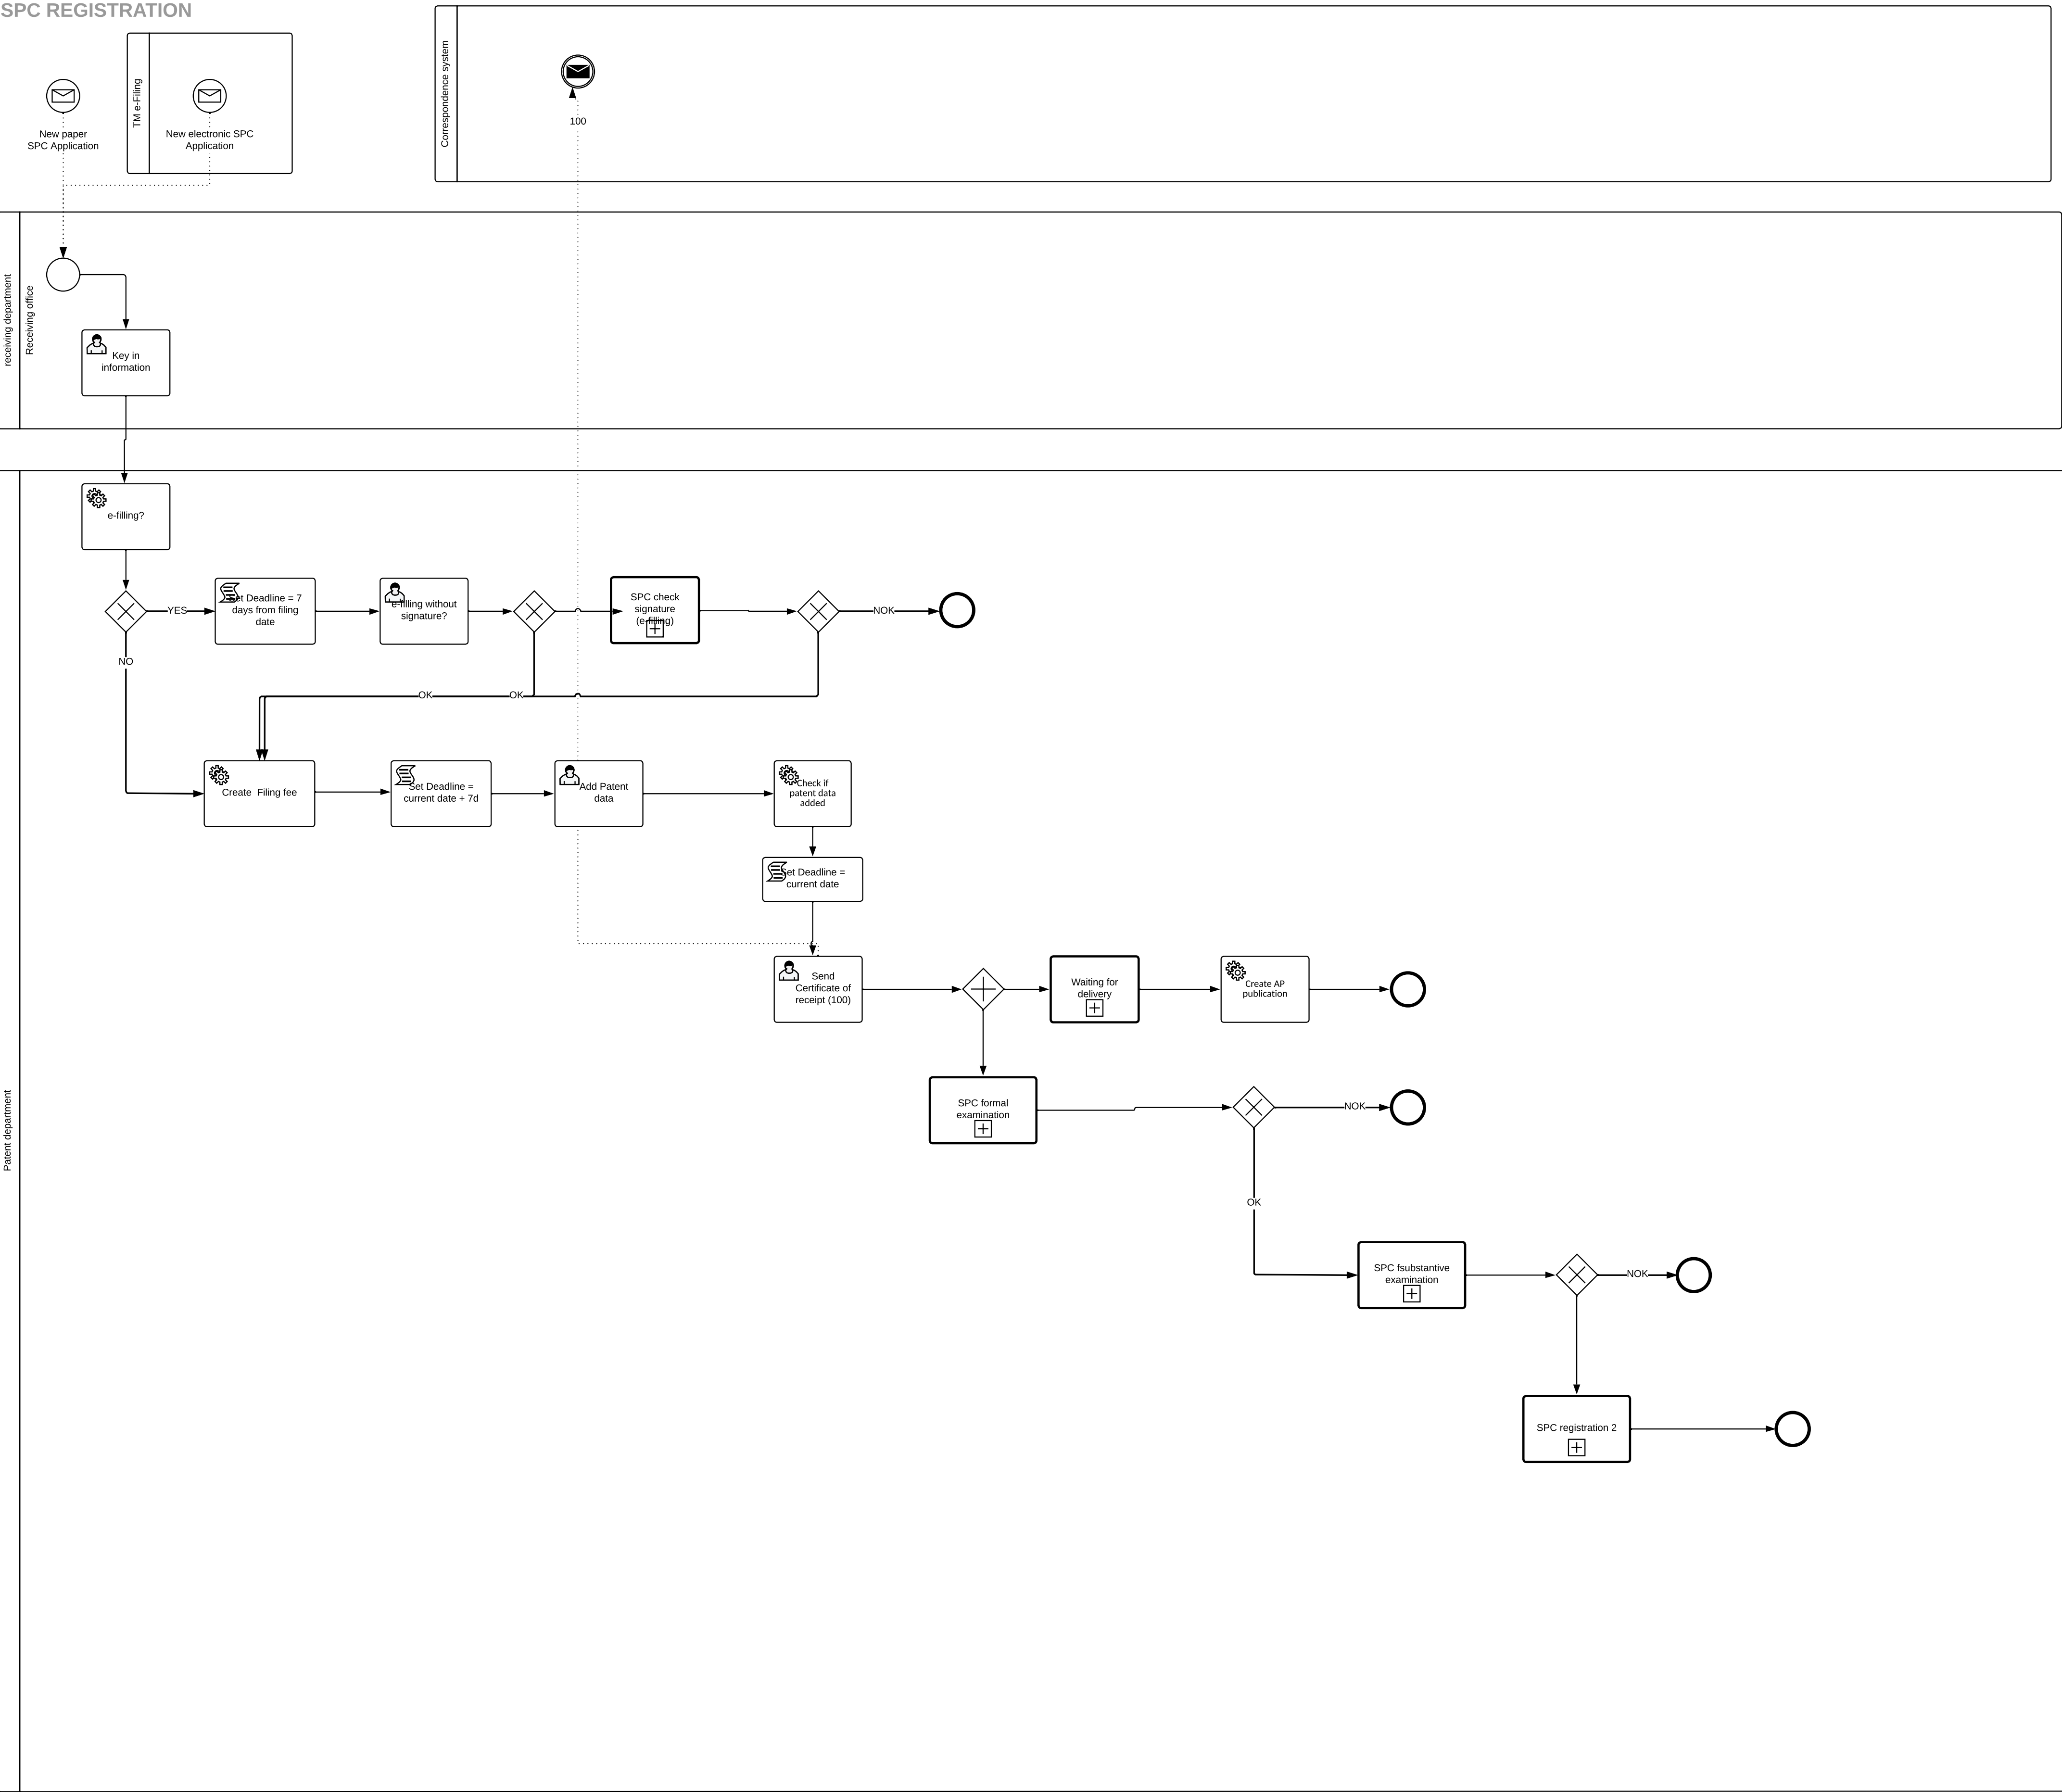 SPC REGISTRATION
New paper
SPC Application
TM e-Filing
New electronic SPC
Application
Correspondence system
100
receiving department
Receiving office
Key in
information
Patent department
e-filling?
YES
NO
Set Deadline = 7
days from filing
date
e-filling without
signature?
SPC check
signature
(e-filling)
NOK
OK
OK
Create Filing fee
Set Deadline =
current date + 7d
Add Patent
data
Check if
patent data
added
Set Deadline =
current date
Send
Certificate of
receipt (100)
Waiting for
delivery
Create AP
publication
SPC formal
examination
NOK
OK
SPC fsubstantive
examination
NOK
SPC registration 2